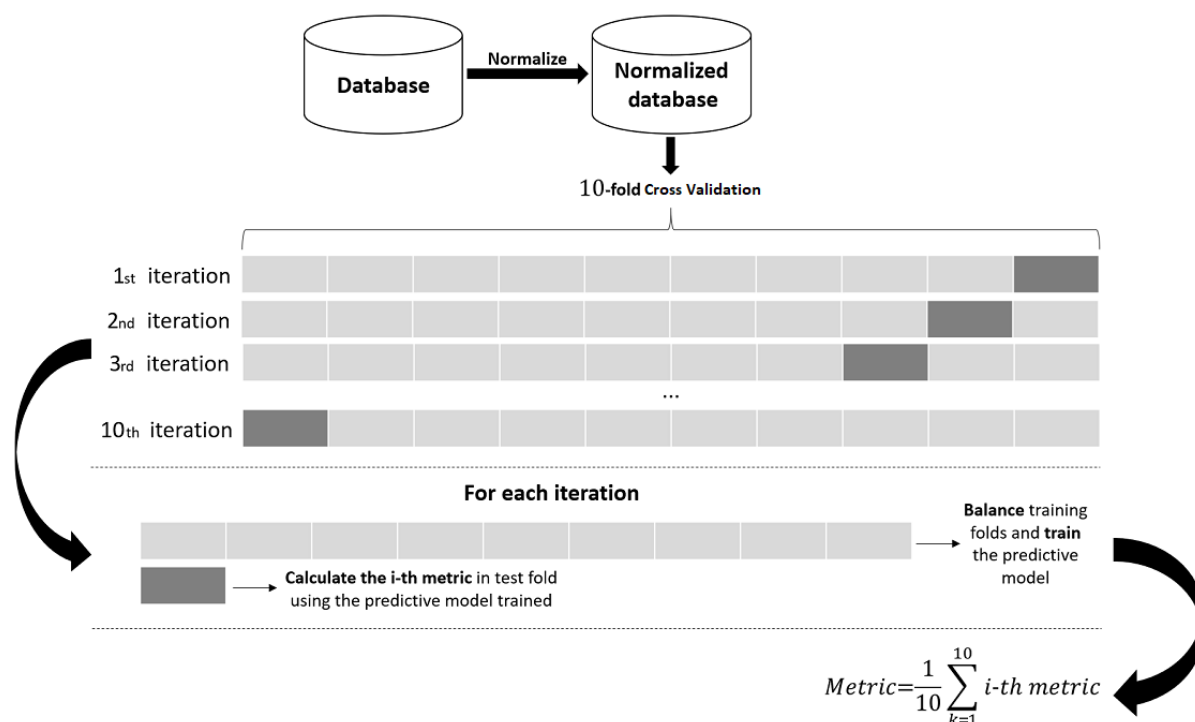 Database
Normalize
Normalized
database
10-fold Cross Validation
1st iteration
2nd iteration
3rd iteration
...
10th iteration
For each iteration
Balance training
folds and train
the predictive
model
Calculate the i-th metric in test fold
using the predictive model trained
Metric=1/10 ∑_{k=1}^{10} i-th metric